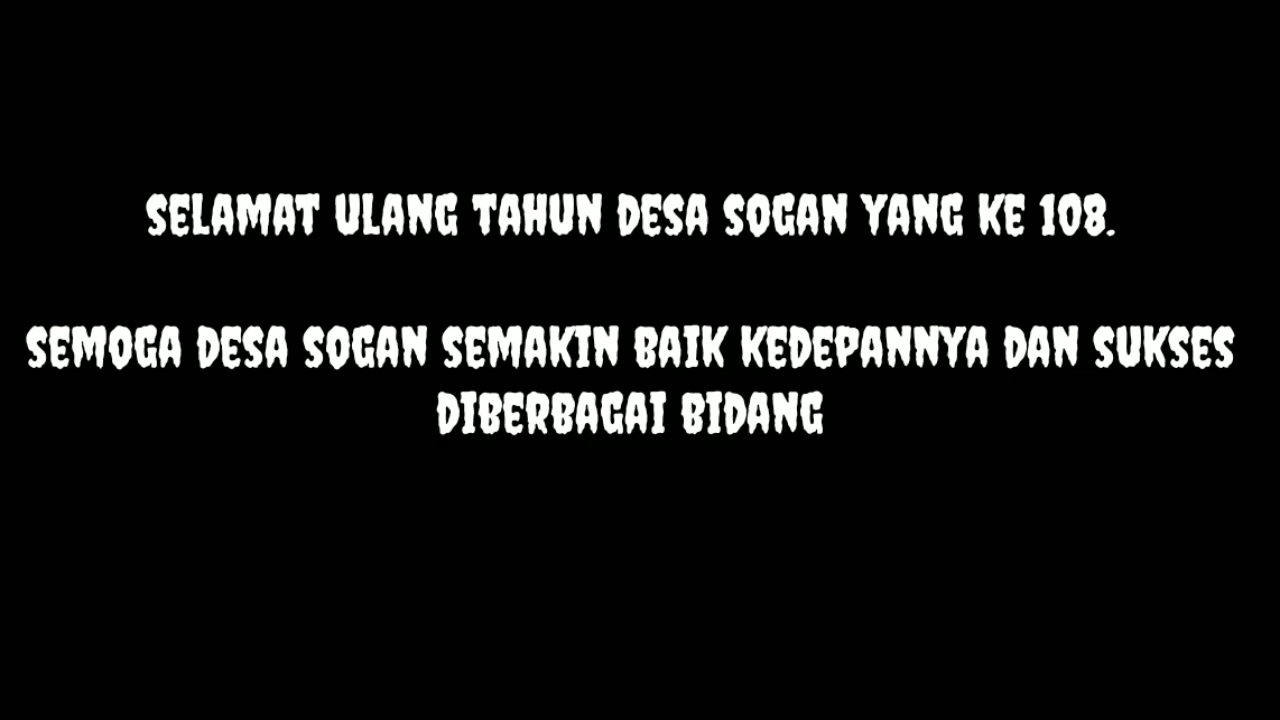 SELAMAT ULANG TAHUN DESA SOGAN YANG KE 108.
SEMOGA DESA SOGAN SEMAKIN BAIK KEDEPANNYA DAN SUKSES
DIBERBAGAI BIDANG